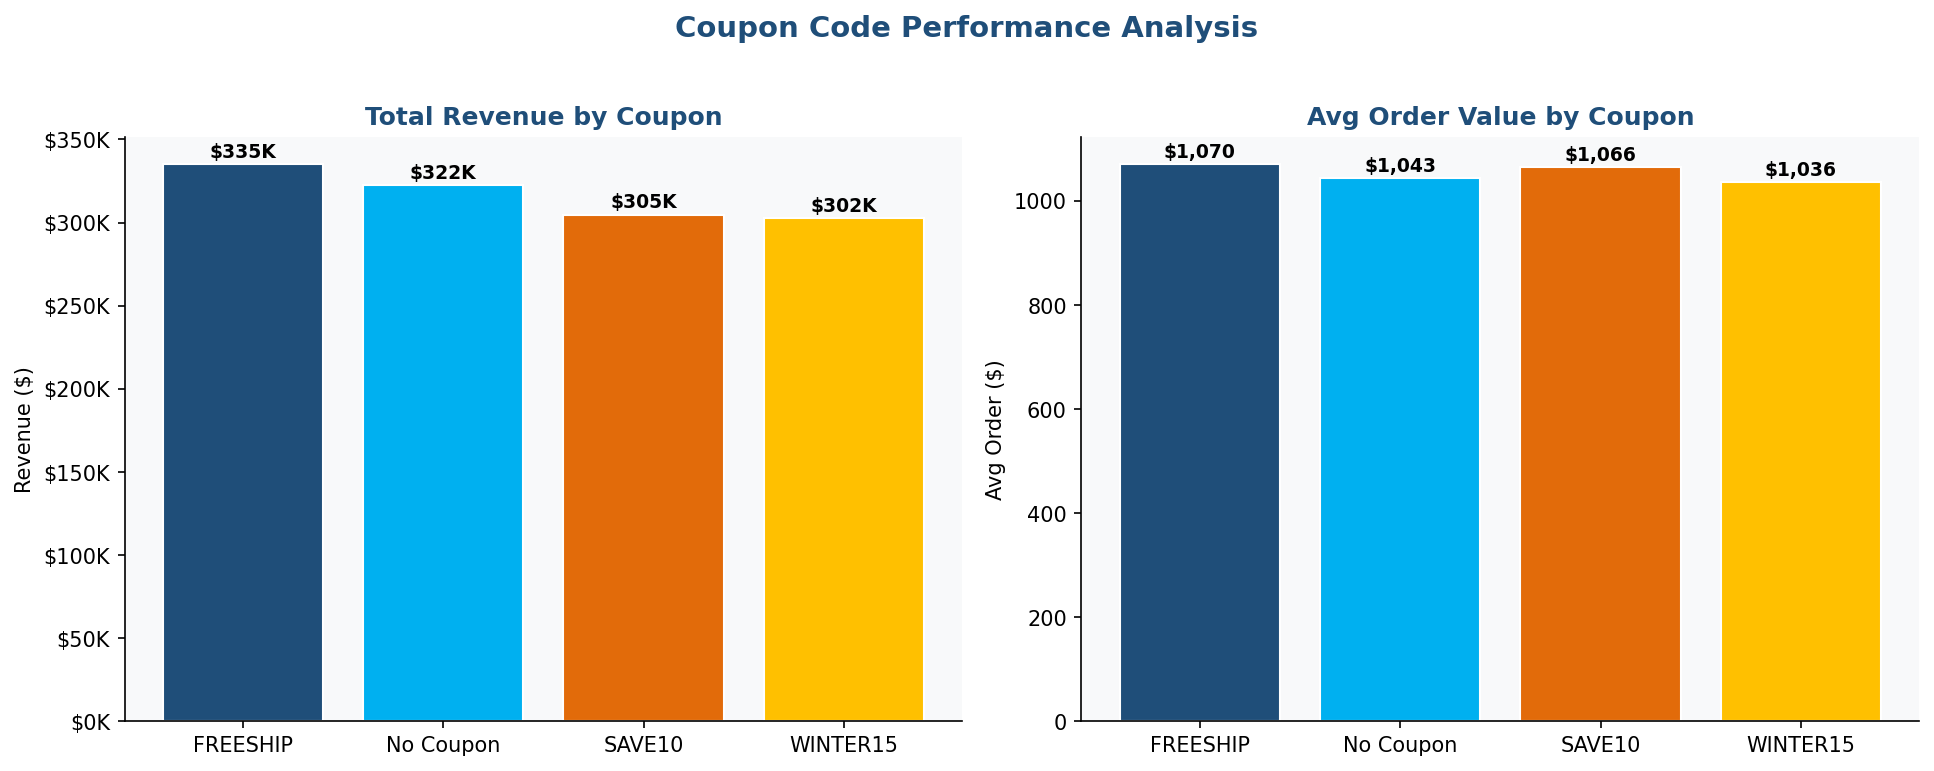 Coupon Code Performance Analysis
Total Revenue by Coupon
Revenue ($)
$350K
$300K
$250K
$200K
$150K
$100K
$50K
$0K
$335K
$322K
$305K
$302K
FREESHIP
No Coupon
SAVE10
WINTER15
Avg Order Value by Coupon
Avg Order ($)
1000
800
600
400
200
0
$1,070
$1,043
$1,066
$1,036
FREESHIP
No Coupon
SAVE10
WINTER15